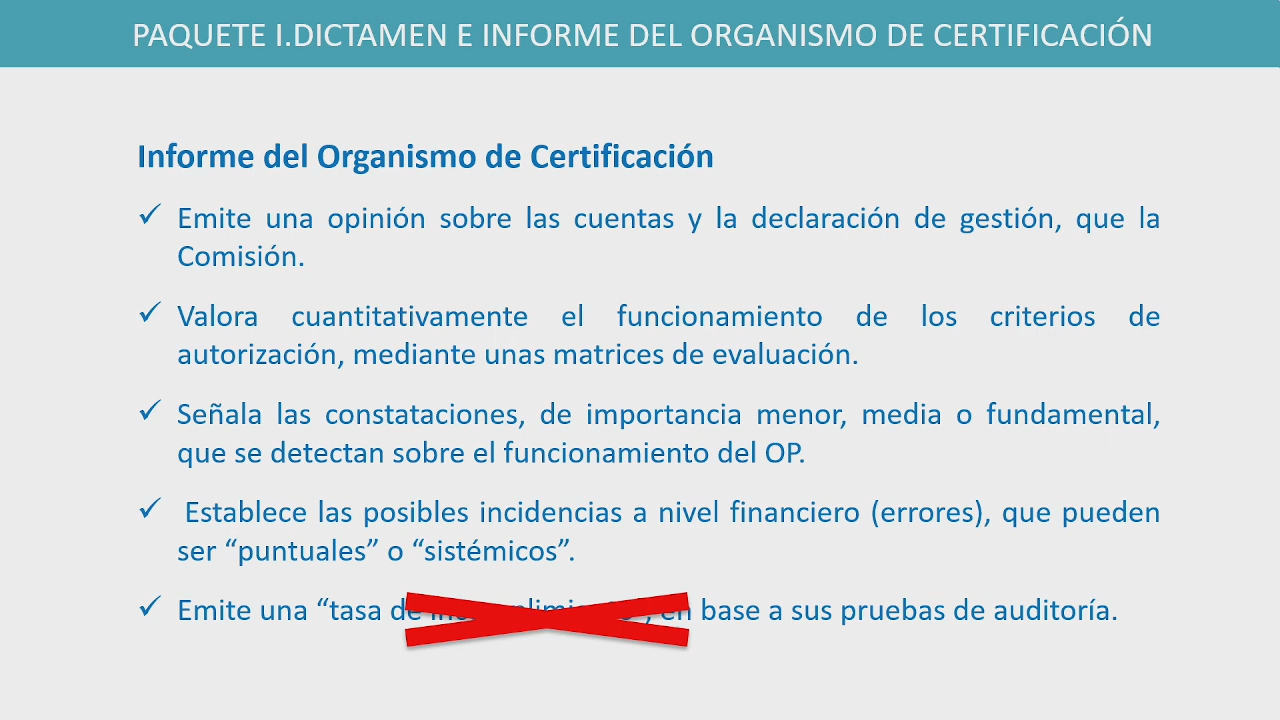 PAQUETE I.DICTAMEN E INFORME DEL ORGANISMO DE CERTIFICACIÓN
Informe del Organismo de Certificación
✓ Emite una opinión sobre las cuentas y la declaración de gestión, que la
Comisión.
✓ Valora cuantitativamente el funcionamiento de los criterios de
autorización, mediante unas matrices de evaluación.
✓ Señala las constataciones, de importancia menor, media o fundamental,
que se detectan sobre el funcionamiento del OP.
✓ Establece las posibles incidencias a nivel financiero (errores), que pueden
ser “puntuales” o “sistémicos”.
✓ Emite una “tasa de en base a sus pruebas de auditoría.